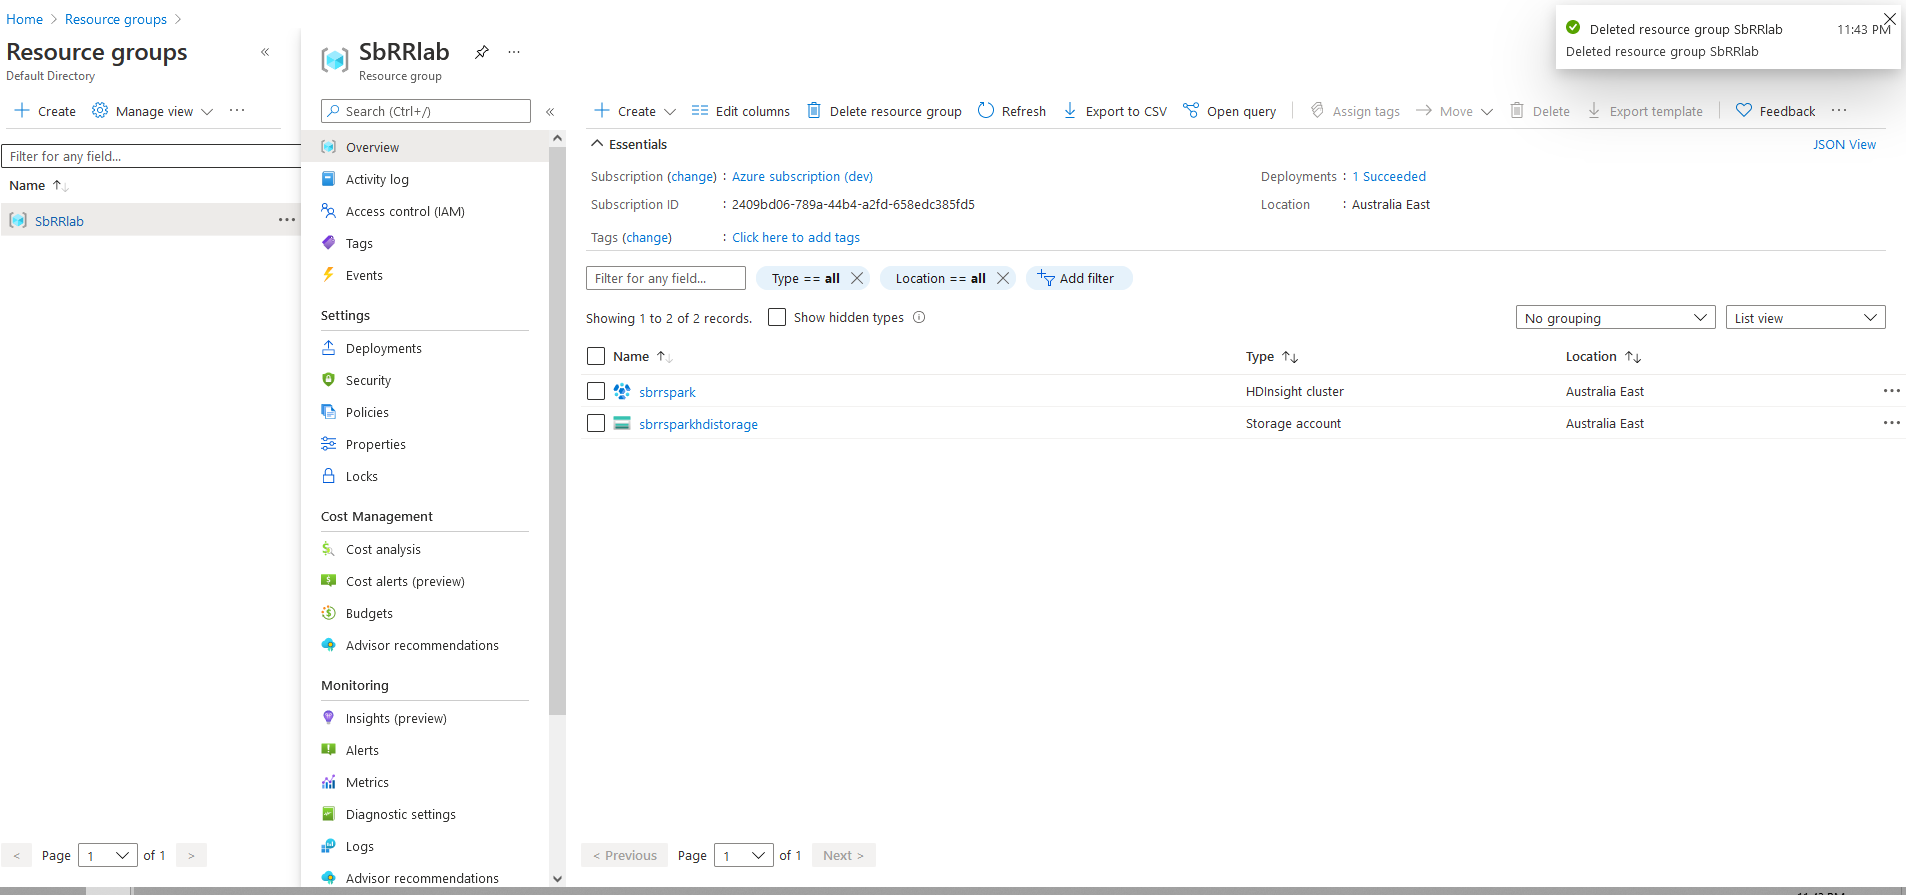 Home > Resource groups >
Resource groups «
Default Directory
Create Manage view ···
Filter for any field...
Name ↑↓
SbRRlab ···
< Page 1 of 1 >
SbRRlab ···
Resource group
Search (Ctrl+/) «
Overview
Activity log
Access control (IAM)
Tags
Events
Settings
Deployments
Security
Policies
Properties
Locks
Cost Management
Cost analysis
Cost alerts (preview)
Budgets
Advisor recommendations
Monitoring
Insights (preview)
Alerts
Metrics
Diagnostic settings
Logs
Advisor recommendations
Create Edit columns Delete resource group Refresh Export to CSV Open query Assign tags Move Delete Export template Feedback ···
Essentials JSON View
Subscription (change) : Azure subscription (dev) Deployments : 1 Succeeded
Subscription ID : 2409bd06-789a-44b4-a2fd-658edc385fd5 Location : Australia East
Tags (change) : Click here to add tags
Filter for any field... Type == all Location == all Add filter
Showing 1 to 2 of 2 records. Show hidden types No grouping List view
Name ↑↓ Type ↑↓ Location ↑↓
sbrrspark HDInsight cluster Australia East ···
sbrrsparkhdistorage Storage account Australia East ···
< Previous Page 1 of 1 Next >
Deleted resource group SbRRlab 11:43 PM
Deleted resource group SbRRlab